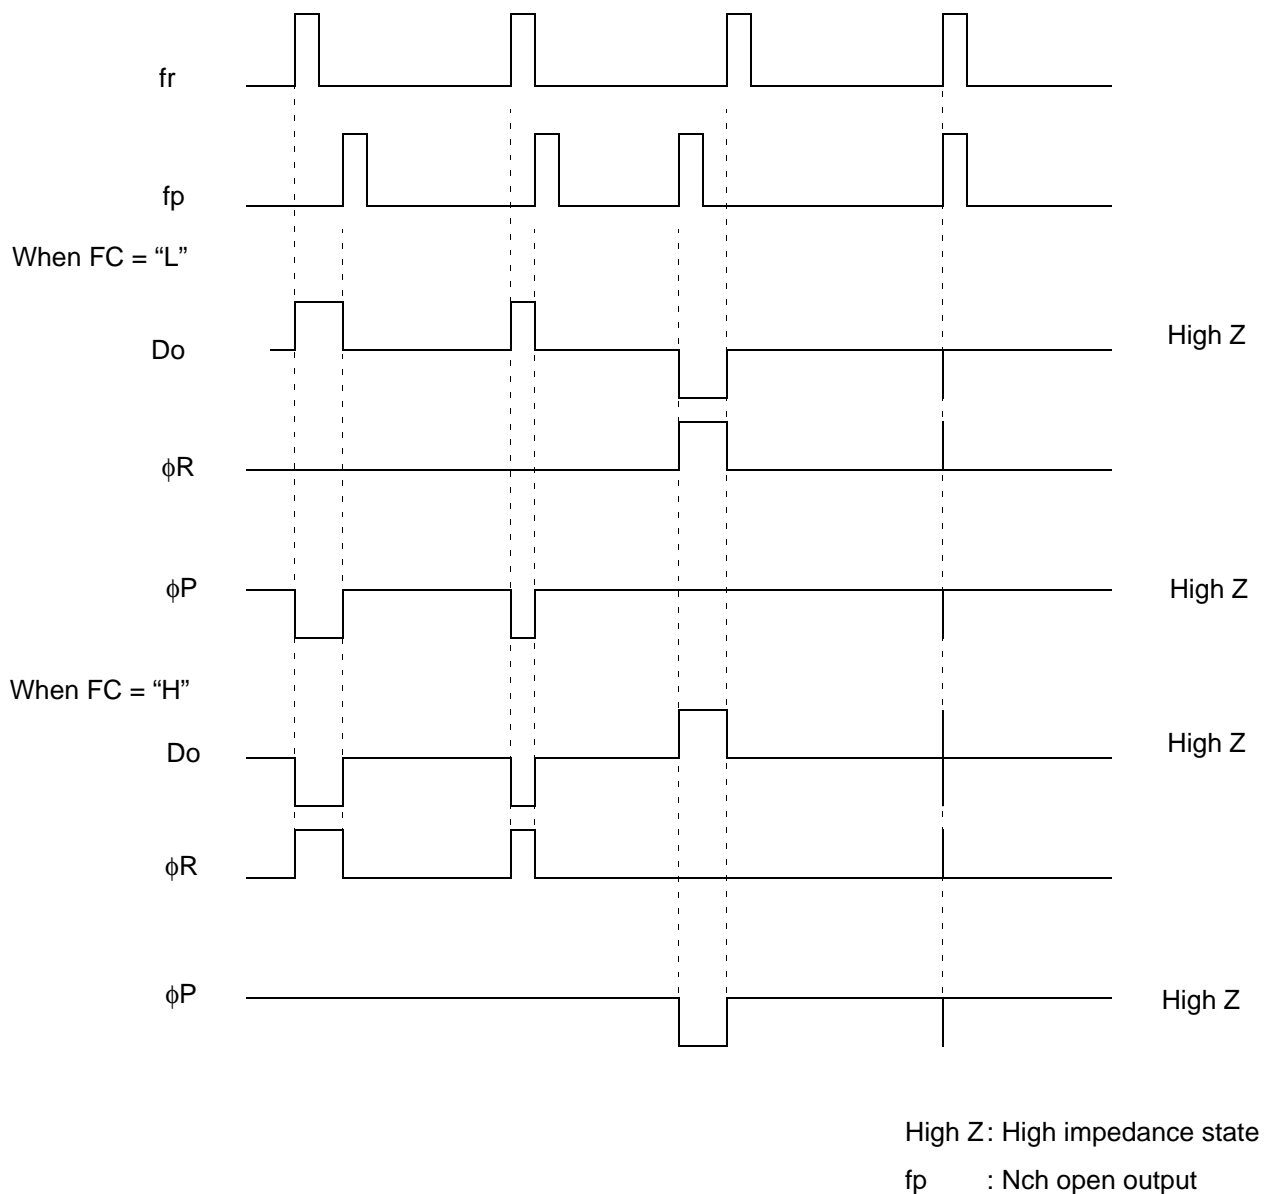 fr
fp
When FC = “L”
Do
High Z
ϕR
ϕP
High Z
When FC = “H”
Do
High Z
ϕR
ϕP
High Z
High Z : High impedance state
fp : Nch open output